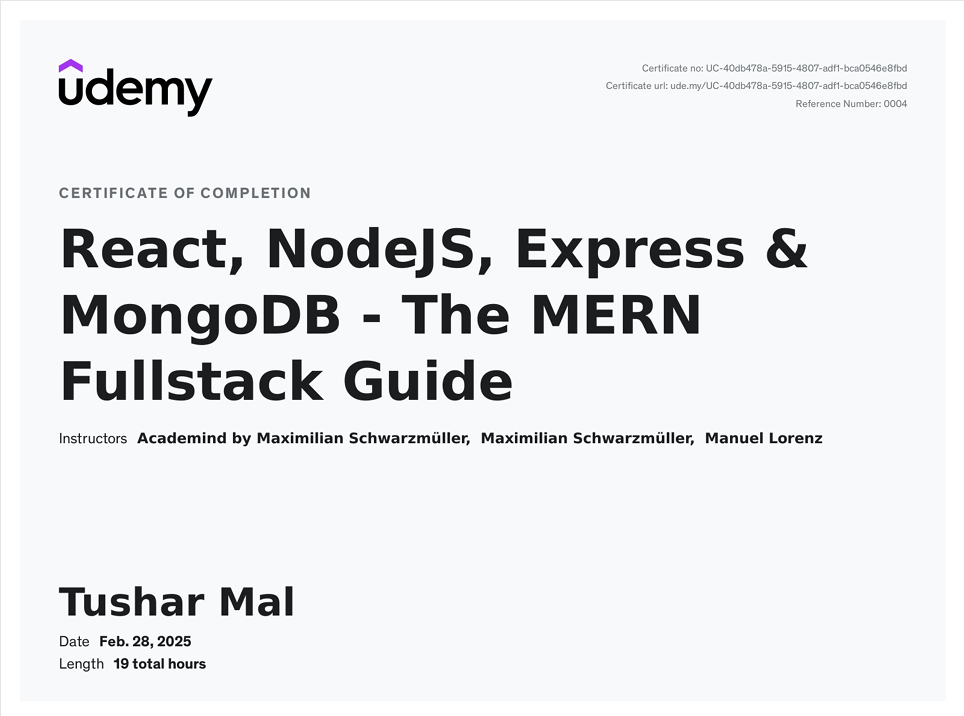 udemy
Certificate no: UC-40db478a-5915-4807-adf1-bca0546e8fbd
Certificate url: ude.my/UC-40db478a-5915-4807-adf1-bca0546e8fbd
Reference Number: 0004
CERTIFICATE OF COMPLETION
React, NodeJS, Express &
MongoDB - The MERN
Fullstack Guide
Instructors Academind by Maximilian Schwarzmüller, Maximilian Schwarzmüller, Manuel Lorenz
Tushar Mal
Date Feb. 28, 2025
Length 19 total hours